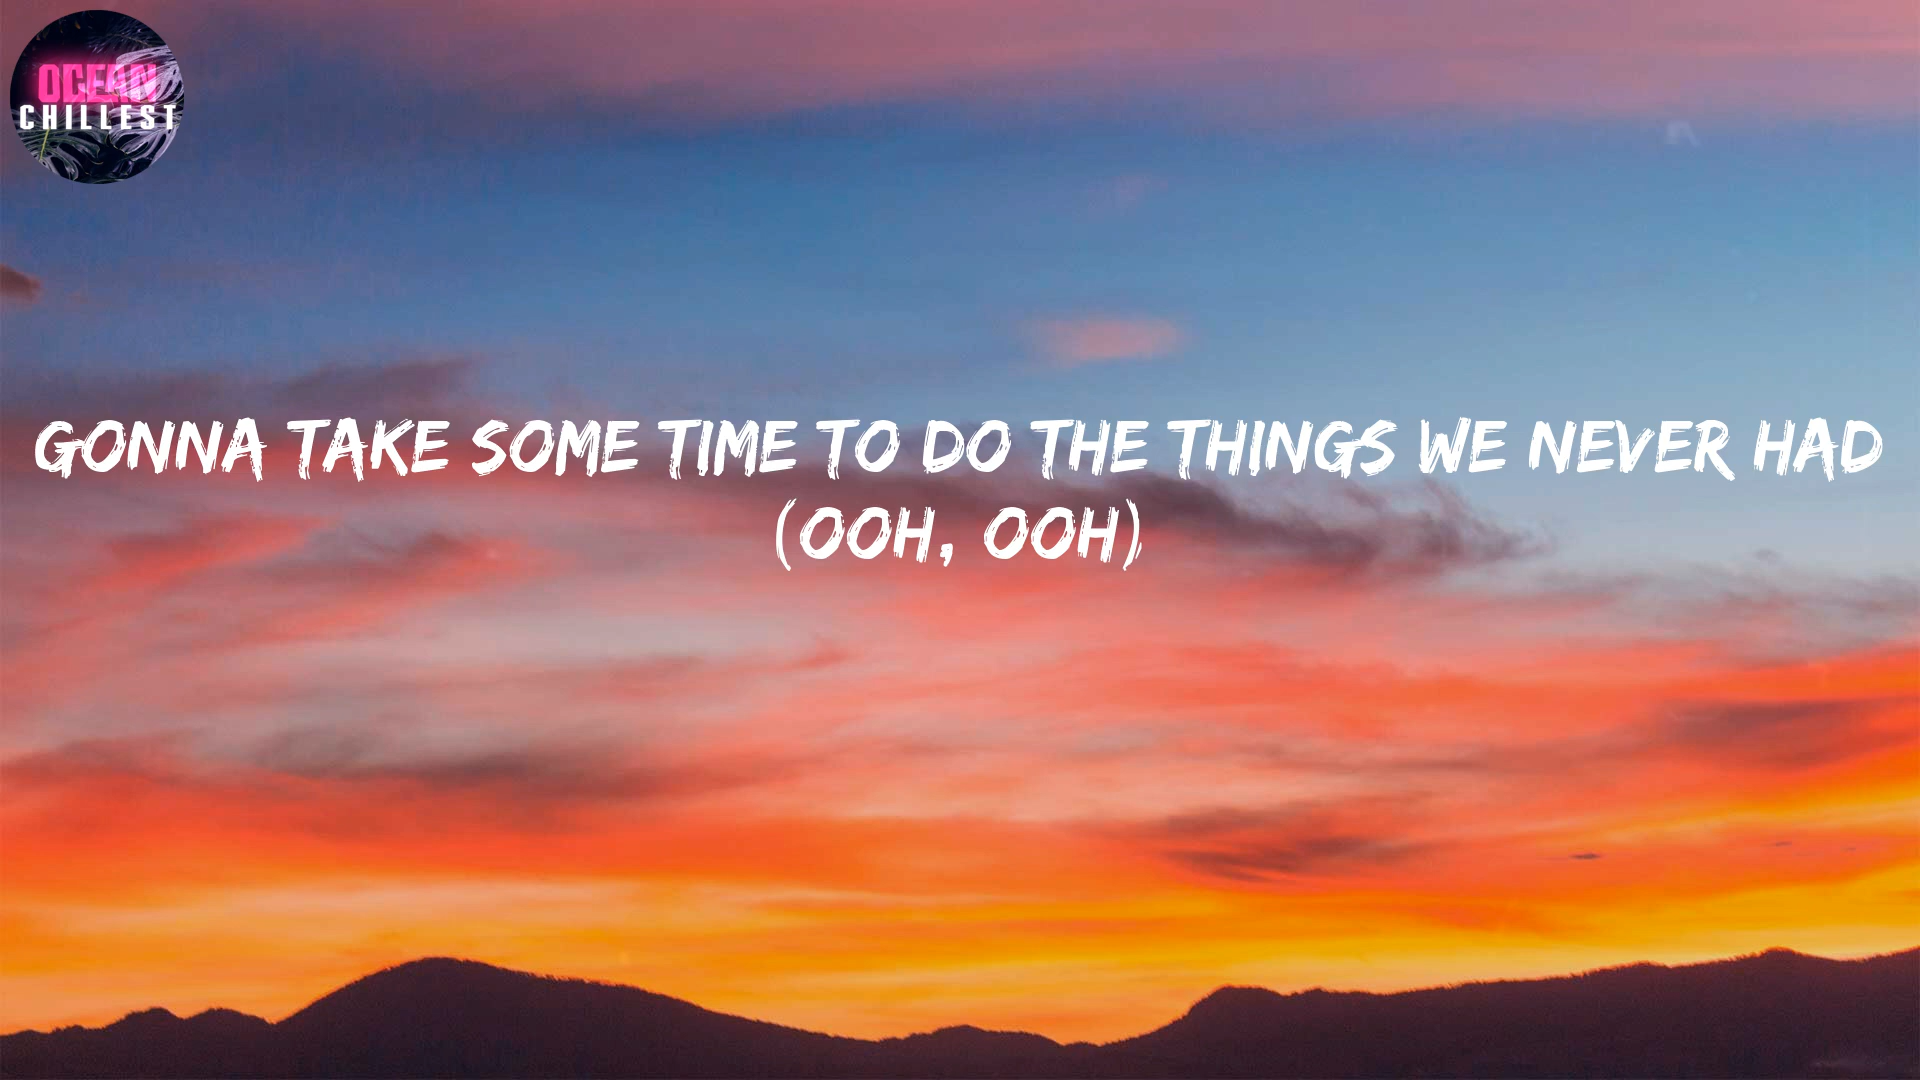 OCEAN
CHILLEST
GONNA TAKE SOME TIME TO DO THE THINGS WE NEVER HAD
(OOH, OOH)